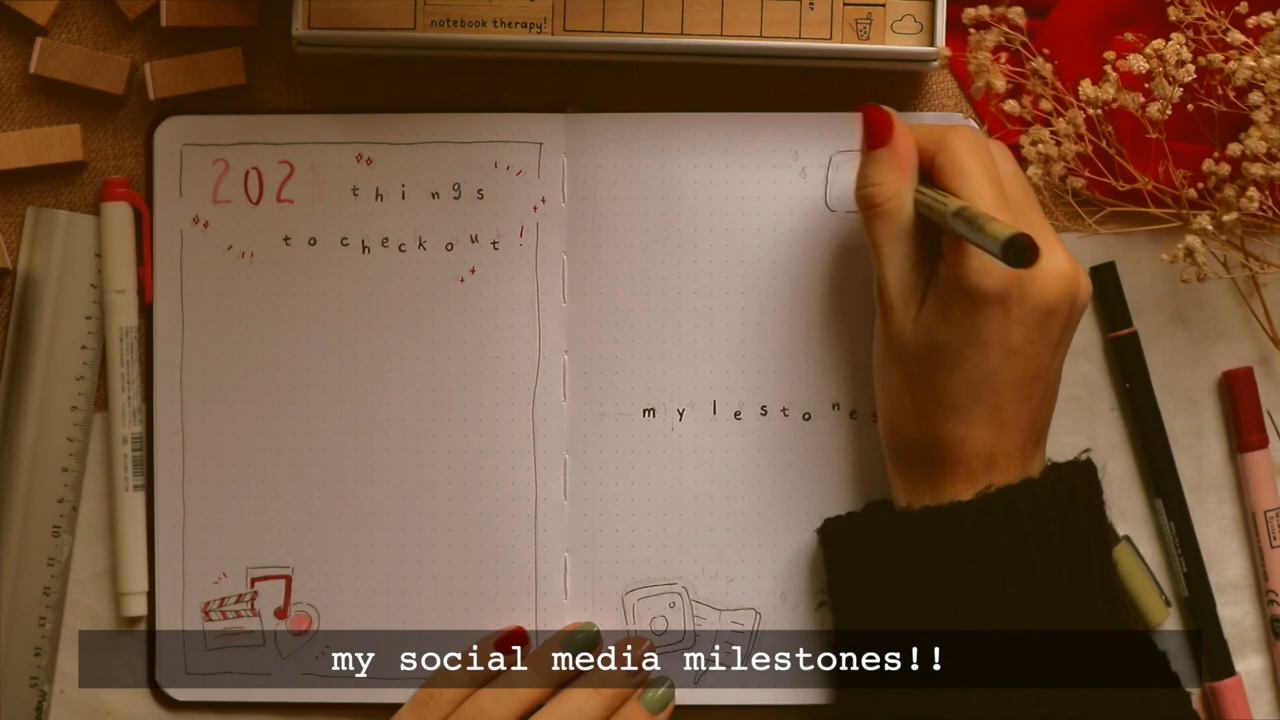 notebook therapy!
2021 things
to checkout!
mylestones
my social media milestones!!